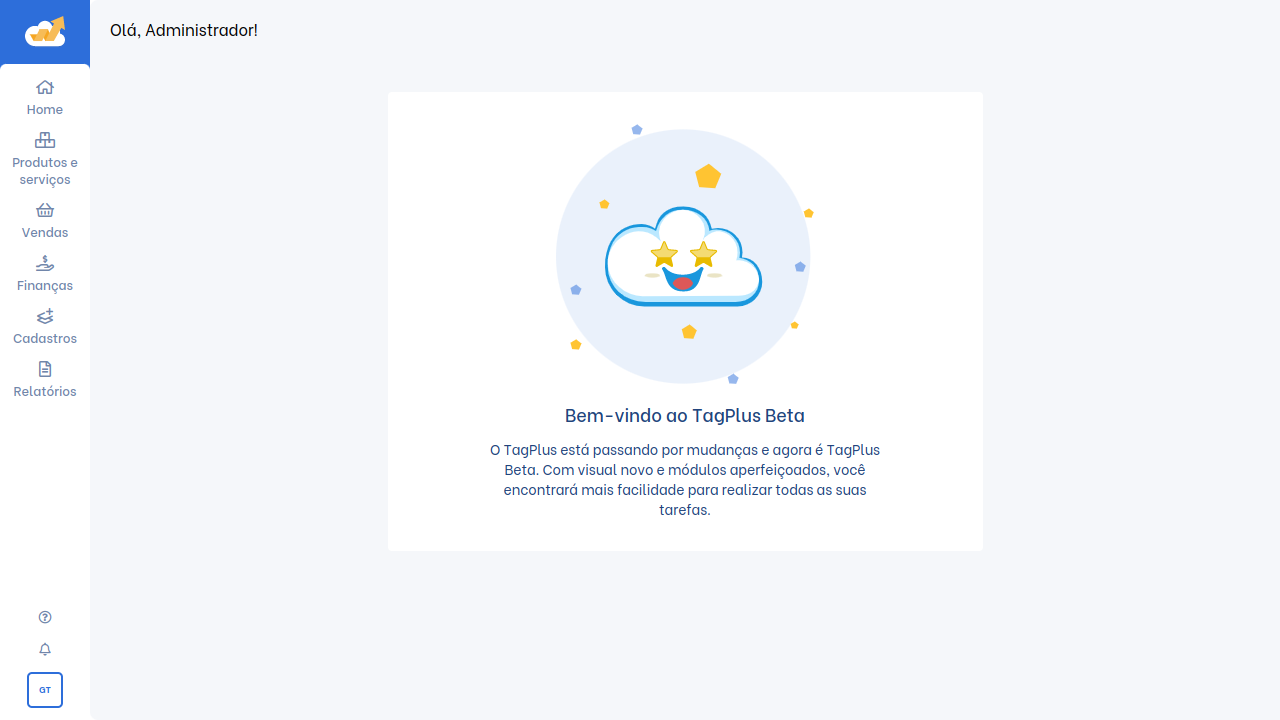 Olá, Administrador!
Home
Produtos e
serviços
Vendas
Finanças
Cadastros
Relatórios
GT
Bem-vindo ao TagPlus Beta
O TagPlus está passando por mudanças e agora é TagPlus
Beta. Com visual novo e módulos aperfeiçoados, você
encontrará mais facilidade para realizar todas as suas
tarefas.